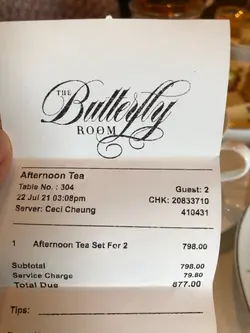 THE
Butterfly
ROOM
Afternoon Tea
Table No. : 304 Guest: 2
22 Jul 21 03:08pm CHK: 20833710
Server: Ceci Cheung 410431
1 Afternoon Tea Set For 2 798.00
Subtotal 798.00
Service Charge 79.80
Total Due 877.00
Tips: